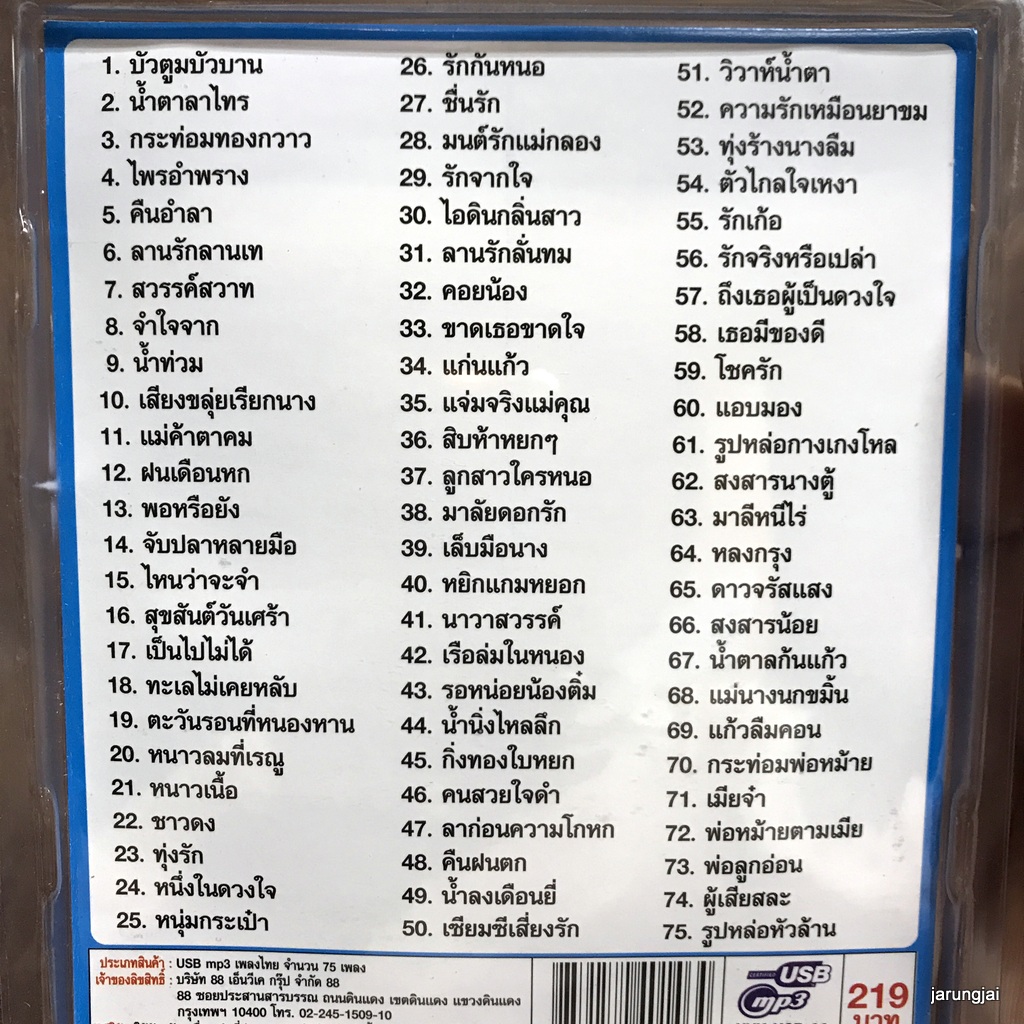 1. บัวตูมบัวบาน
2. น้ำตาลาไทร
3. กระท่อมทองกวาว
4. ไพรอำพราง
5. คืนอำลา
6. ลานรักลานเท
7. สวรรค์สวาท
8. จำใจจาก
9. น้ำท่วม
10. เสียงขลุ่ยเรียกนาง
11. แม่ค้าตาคม
12. ฝนเดือนหก
13. พอหรือยัง
14. จับปลาหลายมือ
15. ไหนว่าจะจำ
16. สุขสันต์วันเศร้า
17. เป็นไปไม่ได้
18. ทะเลไม่เคยหลับ
19. ตะวันรอนที่หนองหาน
20. หนาวลมที่เรณู
21. หนาวเนื้อ
22. ชาวดง
23. ทุ่งรัก
24. หนึ่งในดวงใจ
25. หนุ่มกระเป๋า
26. รักกันหนอ
27. ชื่นรัก
28. มนต์รักแม่กลอง
29. รักจากใจ
30. ไอดินกลิ่นสาว
31. ลานรักลั่นทม
32. คอยน้อง
33. ขาดเธอขาดใจ
34. แก่นแก้ว
35. แจ่มจริงแม่คุณ
36. สิบห้าหยกๆ
37. ลูกสาวใครหนอ
38. มาลัยดอกรัก
39. เล็บมือนาง
40. หยิกแกมหยอก
41. นาวาสวรรค์
42. เรือล่มในหนอง
43. รอหน่อยน้องติ๋ม
44. น้ำนิ่งไหลลึก
45. กิ่งทองใบหยก
46. คนสวยใจดำ
47. ลาก่อนความโกหก
48. คืนฝนตก
49. น้ำลงเดือนยี่
50. เซียมซีเสี่ยงรัก
51. วิวาห์น้ำตา
52. ความรักเหมือนยาขม
53. ทุ่งร้างนางลืม
54. ตัวไกลใจเหงา
55. รักเก้อ
56. รักจริงหรือเปล่า
57. ถึงเธอผู้เป็นดวงใจ
58. เธอมีของดี
59. โชครัก
60. แอบมอง
61. รูปหล่อกางเกงโหล
62. สงสารนางตู้
63. มาลีหนีไร่
64. หลงกรุง
65. ดาวจรัสแสง
66. สงสารน้อย
67. น้ำตาลก้นแก้ว
68. แม่นางนกขมิ้น
69. แก้วลืมคอน
70. กระท่อมพ่อหม้าย
71. เมียจ๋า
72. พ่อหม้ายตามเมีย
73. พ่อลูกอ่อน
74. ผู้เสียสละ
75. รูปหล่อหัวล้าน
ประเภทสินค้า : USB mp3 เพลงไทย จำนวน 75 เพลง
เจ้าของลิขสิทธิ์ : บริษัท 88 เอ็นวีเค กรุ๊ป จำกัด 88
88 ซอยประสานสารบรรณ ถนนดินแดง เขตดินแดง แขวงดินแดง
กรุงเทพฯ 10400 โทร. 02-245-1509-10
USB
mp3
219
บาท
jarungjai